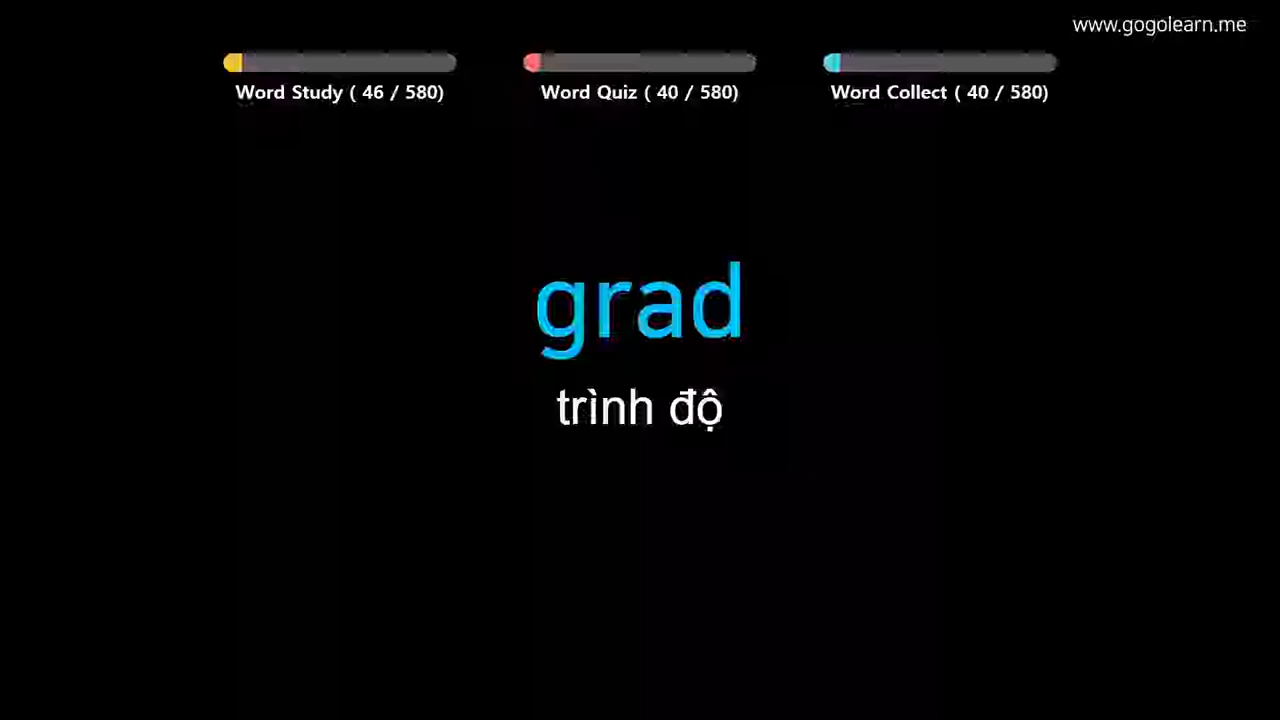 www.gogolearn.me
Word Study ( 46 / 580)
Word Quiz ( 40 / 580)
Word Collect ( 40 / 580)
grad
trình độ